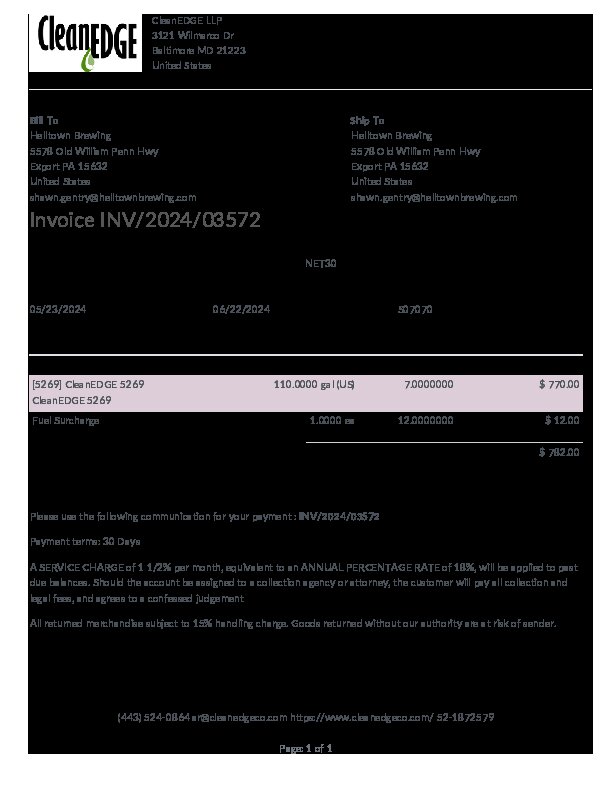 CleanEDGE
CleanEDGE LLP
3121 Wilmarco Dr
Baltimore MD 21223
United States
Bill To
Helltown Brewing
5578 Old William Penn Hwy
Export PA 15632
United States
shawn.gentry@helltownbrewing.com
Ship To
Helltown Brewing
5578 Old William Penn Hwy
Export PA 15632
United States
shawn.gentry@helltownbrewing.com
Invoice INV/2024/03572
NET30
05/23/2024 06/22/2024 S07070
[5269] CleanEDGE 5269 110.0000 gal (US) 7.0000000 $ 770.00
CleanEDGE 5269
Fuel Surcharge 1.0000 ea 12.0000000 $ 12.00
$ 782.00
Please use the following communication for your payment : INV/2024/03572
Payment terms: 30 Days
A SERVICE CHARGE of 1 1/2% per month, equivalent to an ANNUAL PERCENTAGE RATE of 18%, will be applied to past
due balances. Should the account be assigned to a collection agency or attorney, the customer will pay all collection and
legal fees, and agrees to a confessed judgement
All returned merchandise subject to 15% handling charge. Goods returned without our authority are at risk of sender.
(443) 524-0864 ar@cleanedgeco.com https://www.cleanedgeco.com/ 52-1872579
Page: 1 of 1